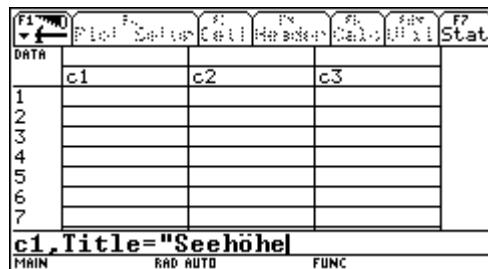 F1 F2 Plot Setup F3 Cell F4 Header F5 Calc F6 Util F7 Stat
DATA
c1 c2 c3
1
2
3
4
5
6
7
c1,Title="Seehöhe
MAIN RAD AUTO FUNC